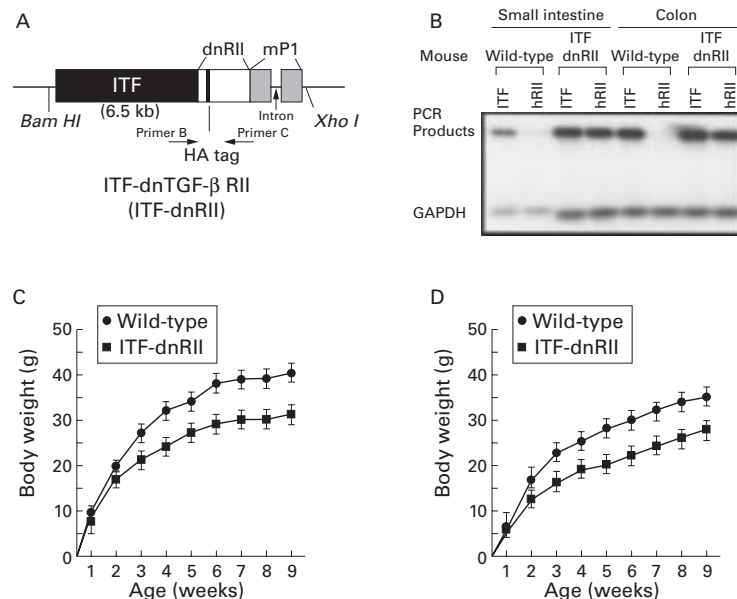 A
dnRII mP1
ITF
(6.5 kb)
Bam HI
Intron
Xho I
Primer B
Primer C
HA tag
ITF-dnTGF-β RII
(ITF-dnRII)
B
Small intestine Colon
Mouse Wild-type ITF dnRII Wild-type ITF dnRII
ITF hRII ITF hRII ITF hRII ITF hRII
PCR
Products
GAPDH
C
Wild-type
ITF-dnRII
Body weight (g)
50
40
30
20
10
0
1 2 3 4 5 6 7 8 9
Age (weeks)
D
Wild-type
ITF-dnRII
Body weight (g)
50
40
30
20
10
0
1 2 3 4 5 6 7 8 9
Age (weeks)